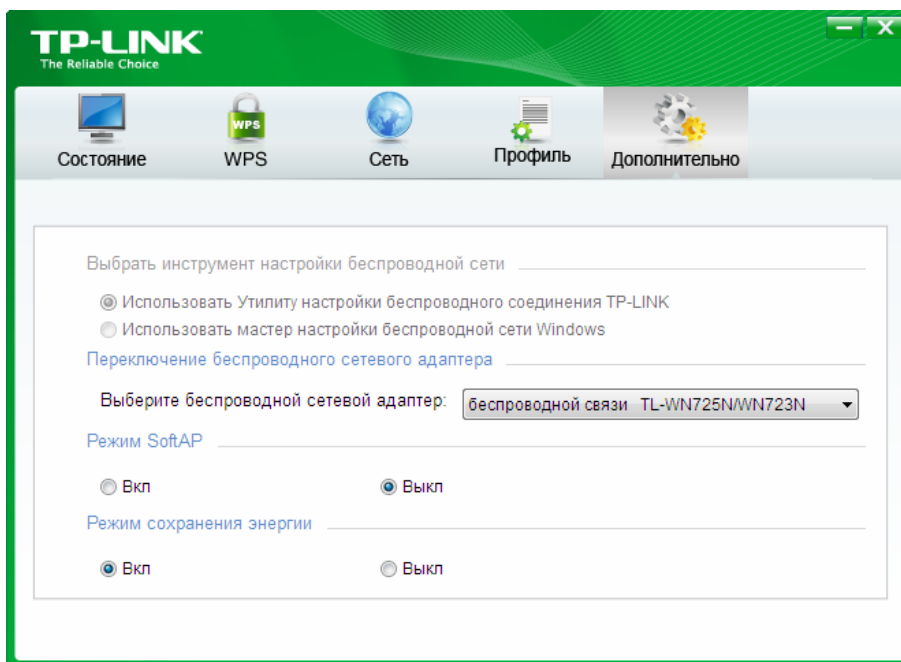 TP-LINK
The Reliable Choice
WPS
Состояние
WPS
Сеть
Профиль
Дополнительно
Выбрать инструмент настройки беспроводной сети
Использовать Утилиту настройки беспроводного соединения TP-LINK
Использовать мастер настройки беспроводной сети Windows
Переключение беспроводного сетевого адаптера
Выберите беспроводной сетевой адаптер: беспроводной связи TL-WN725N/WN723N
Режим SoftAP
Вкл Выкл
Режим сохранения энергии
Вкл Выкл